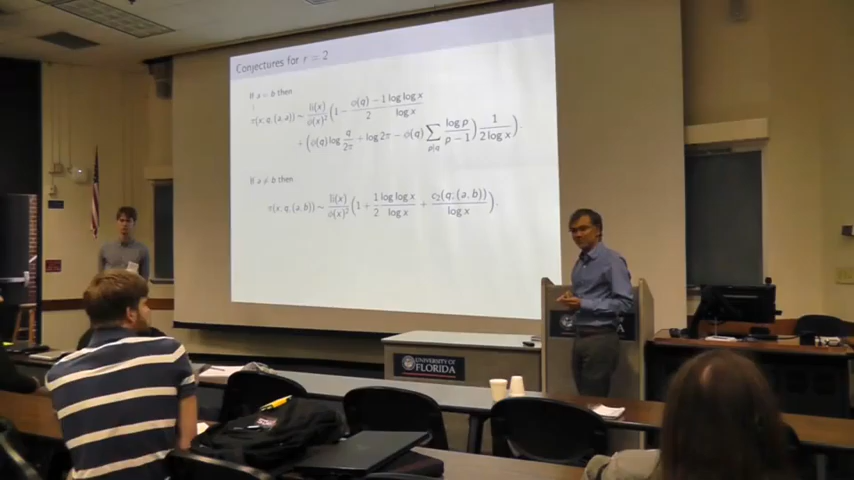 Conjectures for r = 2
If a = b then
π(x; q, (a, a)) ∼ li(x)/φ(q)² (1 − φ(q) − 1/2 log log x/log x
+ (φ(q) log q/2π + log 2π − φ(q) ∑p|q log p/p − 1) 1/2 log x).
If a ≠ b then
π(x; q, (a, b)) ∼ li(x)/φ(q)² (1 + 1/2 log log x/log x + c₂(q; (a, b))/log x).
UNIVERSITY of
FLORIDA